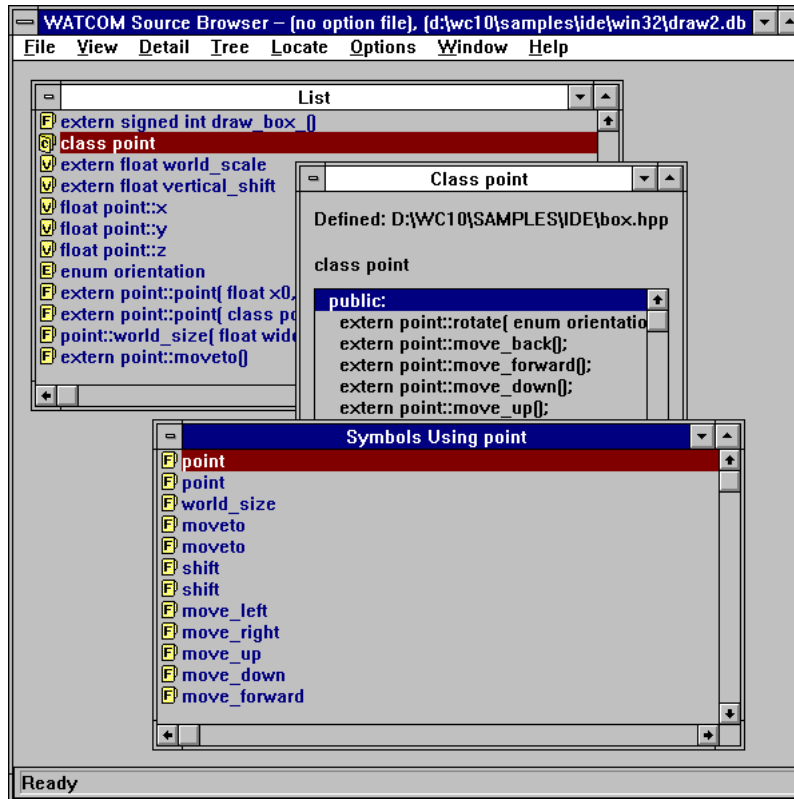 WATCOM Source Browser – (no option file), (d:\wc10\samples\ide\win32\draw2.db
File View Detail Tree Locate Options Window Help
List
F extern signed int draw_box_()
C class point
V extern float world_scale
V extern float vertical_shift
V float point::x
V float point::y
V float point::z
E enum orientation
F extern point::point( float x0,
F extern point::point( class po
F point::world_size( float wide
F extern point::moveto()
Class point
Defined: D:\WC10\SAMPLES\IDE\box.hpp
class point
public:
extern point::rotate( enum orientatio
extern point::move_back();
extern point::move_forward();
extern point::move_down();
extern point::move_up();
Symbols Using point
F point
F point
F world_size
F moveto
F moveto
F shift
F shift
F move_left
F move_right
F move_up
F move_down
F move_forward
Ready